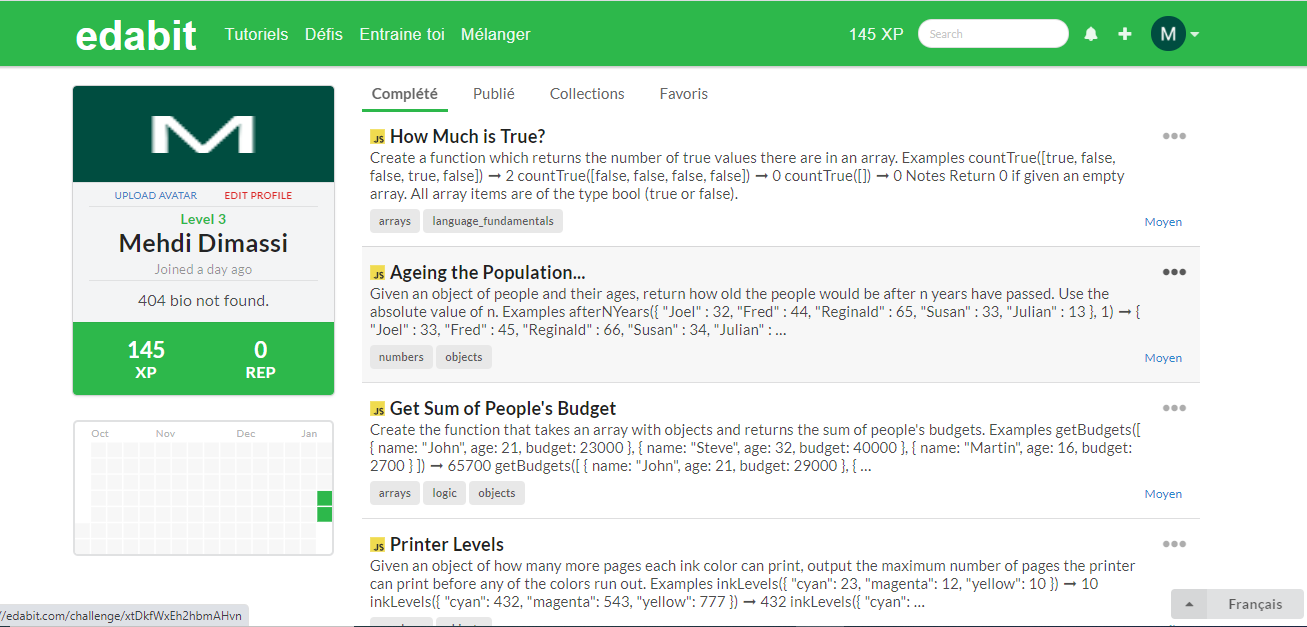 edabit Tutoriels Défis Entraine toi Mélanger 145 XP Search M
M
UPLOAD AVATAR EDIT PROFILE
Level 3
Mehdi Dimassi
Joined a day ago
404 bio not found.
145 0
XP REP
Oct Nov Dec Jan
Complété Publié Collections Favoris
JS How Much is True?
Create a function which returns the number of true values there are in an array. Examples countTrue([true, false,
false, true, false]) ➞ 2 countTrue([false, false, false, false]) ➞ 0 countTrue([]) ➞ 0 Notes Return 0 if given an empty
array. All array items are of the type bool (true or false).
arrays language_fundamentals
Moyen
JS Ageing the Population...
Given an object of people and their ages, return how old the people would be after n years have passed. Use the
absolute value of n. Examples afterNYears({ "Joel" : 32, "Fred" : 44, "Reginald" : 65, "Susan" : 33, "Julian" : 13 }, 1) ➞ {
"Joel" : 33, "Fred" : 45, "Reginald" : 66, "Susan" : 34, "Julian" : ...
numbers objects
Moyen
JS Get Sum of People's Budget
Create the function that takes an array with objects and returns the sum of people's budgets. Examples getBudgets([
{ name: "John", age: 21, budget: 23000 }, { name: "Steve", age: 32, budget: 40000 }, { name: "Martin", age: 16, budget:
2700 } ]) ➞ 65700 getBudgets([ { name: "John", age: 21, budget: 29000 }, { ...
arrays logic objects
Moyen
JS Printer Levels
Given an object of how many more pages each ink color can print, output the maximum number of pages the printer
can print before any of the colors run out. Examples inkLevels({ "cyan": 23, "magenta": 12, "yellow": 10 }) ➞ 10
inkLevels({ "cyan": 432, "magenta": 543, "yellow": 777 }) ➞ 432 inkLevels({ "cyan": ...
Français
//edabit.com/challenge/xtDkfWxEh2hbmAHvn